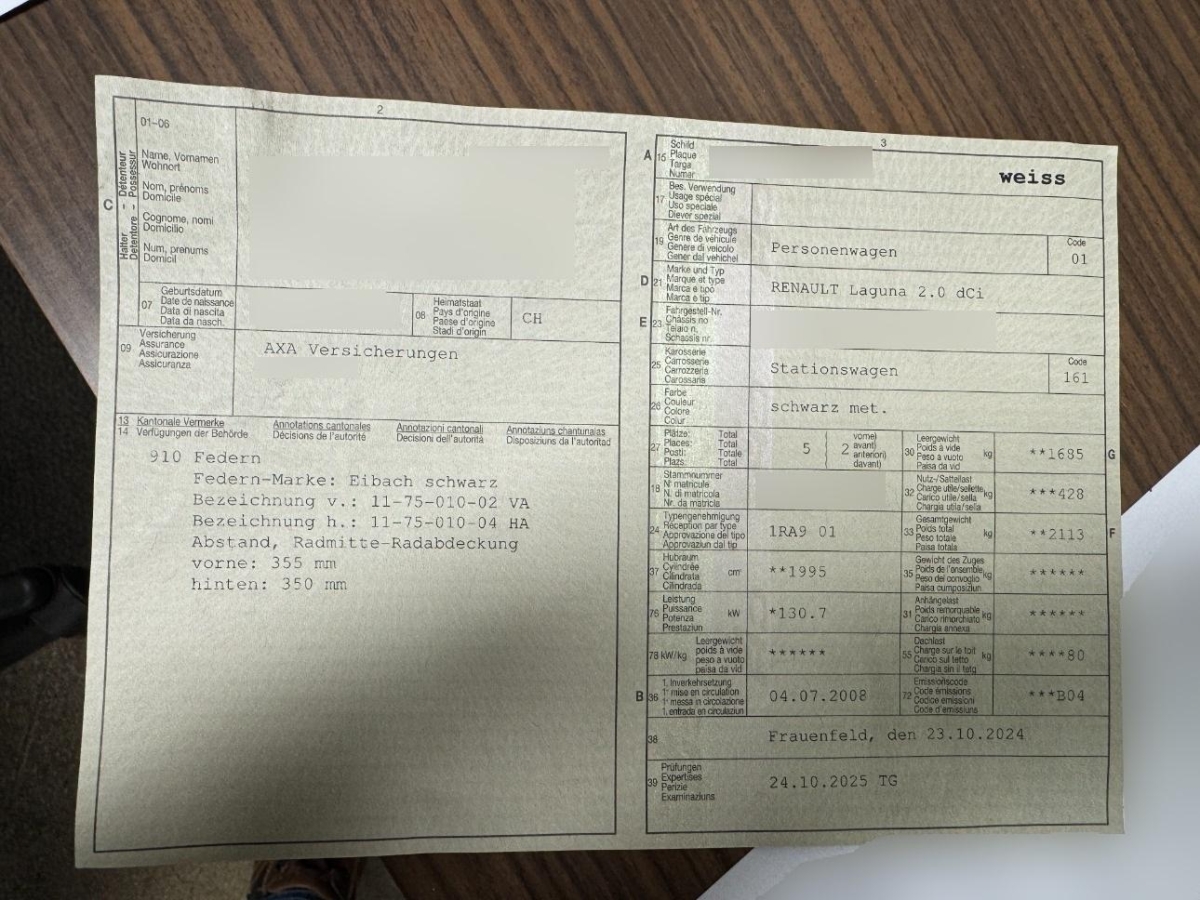 2
01-06
C
Halter - Détenteur
Detentore - Possessur
Name, Vornamen
Wohnort
Nom, prénoms
Domicile
Cognome, nomi
Domicilio
Num, prenums
Domicil
07
Geburtsdatum
Date de naissance
Data di nascita
Data da nasch.
08
Heimatstaat
Pays d'origine
Paese d'origine
Stadi d'origin
CH
09
Versicherung
Assurance
Assicurazione
Assicuranza
AXA Versicherungen
13 Kantonale Vermerke Annotations cantonales Annotazioni cantonali Annotaziuns chantunalas
14 Verfügungen der Behörde Décisions de l'autorité Decisioni dell'autorità Disposiziuns da l'autoritad
910 Federn
Federn-Marke: Eibach schwarz
Bezeichnung v.: 11-75-010-02 VA
Bezeichnung h.: 11-75-010-04 HA
Abstand, Radmitte-Radabdeckung
vorne: 355 mm
hinten: 350 mm
3
A 15
Schild
Plaque
Targa
Numer
weiss
17
Bes. Verwendung
Usage spécial
Uso speciale
Diever spezial
19
Art des Fahrzeugs
Genre de véhicule
Genere di veicolo
Gener dal vehichel
Personenwagen
Code
01
D 21
Marke und Typ
Marque et type
Marca e tipo
Marca e tip
RENAULT Laguna 2.0 dCi
E 23
Fahrgestell-Nr.
Châssis no
Telaio n.
Schassis nr.
25
Karosserie
Carrosserie
Carrozzeria
Carossaria
Stationswagen
Code
161
26
Farbe
Couleur
Colore
Colur
schwarz met.
27
Plätze: Total
Places: Total
Posti: Totale
Plazs: Total
5
2
vorne)
avant)
anteriori)
davant)
30
Leergewicht
Poids à vide
Peso a vuoto
Paisa da vid
kg
**1685
G
18
Stammnummer
N° matricule
N. di matricola
Nr. da matricla
32
Nutz-/Sattellast
Charge utile/sellette
Carico utile/sella
Chargia utila/sella
kg
***428
24
Typengenehmigung
Réception par type
Approvazione del tipo
Approvaziun dal tip
1RA9 01
33
Gesamtgewicht
Poids total
Peso totale
Paisa totala
kg
**2113
F
37
Hubraum
Cylindrée
Cilindrata
Cilindrada
cm³
**1995
35
Gewicht des Zuges
Poids de l'ensemble
Peso del convoglio
Paisa cumposiziun
kg
******
76
Leistung
Puissance
Potenza
Prestaziun
kW
*130.7
31
Anhängelast
Poids remorquable
Carico rimorchiato
Chargia annexa
kg
******
78 kW/kg
Leergewicht
poids à vide
peso a vuoto
paisa da vid
******
55
Dachlast
Charge sur le toit
Carico sul tetto
Chargia sin il tetg
kg
****80
B 36
1. Inverkehrsetzung
1re mise en circulation
1a messa in circolazione
1. entrada en circulaziun
04.07.2008
72
Emissionscode
Code émissions
Codice emissioni
Code d'emissiuns
***B04
38
Frauenfeld, den 23.10.2024
39
Prüfungen
Expertises
Perizie
Examinaziuns
24.10.2025 TG